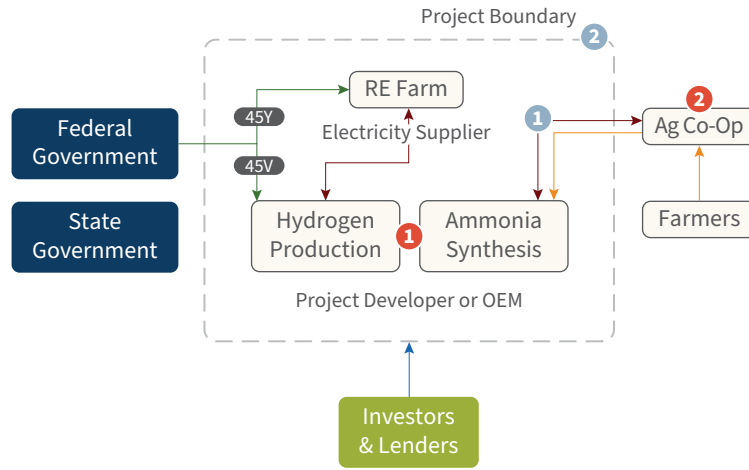 Project Boundary
2
RE Farm
45Y
Electricity Supplier
45V
Federal
Government
State
Government
Hydrogen
Production
1
Ammonia
Synthesis
1
2
Ag Co-Op
Farmers
Project Developer or OEM
Investors
& Lenders